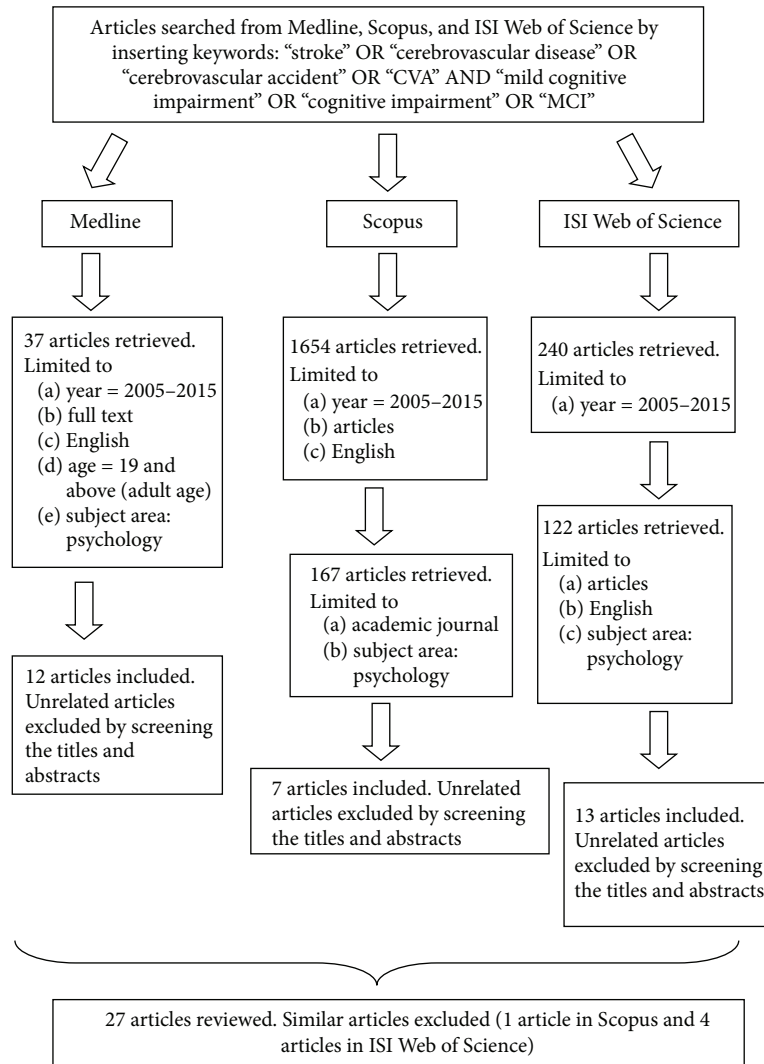 Articles searched from Medline, Scopus, and ISI Web of Science by
inserting keywords: “stroke” OR “cerebrovascular disease” OR
“cerebrovascular accident” OR “CVA” AND “mild cognitive
impairment” OR “cognitive impairment” OR “MCI”
Medline
Scopus
ISI Web of Science
37 articles retrieved.
Limited to
(a) year = 2005–2015
(b) full text
(c) English
(d) age = 19 and
above (adult age)
(e) subject area:
psychology
1654 articles retrieved.
Limited to
(a) year = 2005–2015
(b) articles
(c) English
240 articles retrieved.
Limited to
(a) year = 2005–2015
167 articles retrieved.
Limited to
(a) academic journal
(b) subject area:
psychology
122 articles retrieved.
Limited to
(a) articles
(b) English
(c) subject area:
psychology
12 articles included.
Unrelated articles
excluded by screening
the titles and
abstracts
7 articles included. Unrelated
articles excluded by screening
the titles and abstracts
13 articles included.
Unrelated articles
excluded by screening
the titles and abstracts
27 articles reviewed. Similar articles excluded (1 article in Scopus and 4
articles in ISI Web of Science)